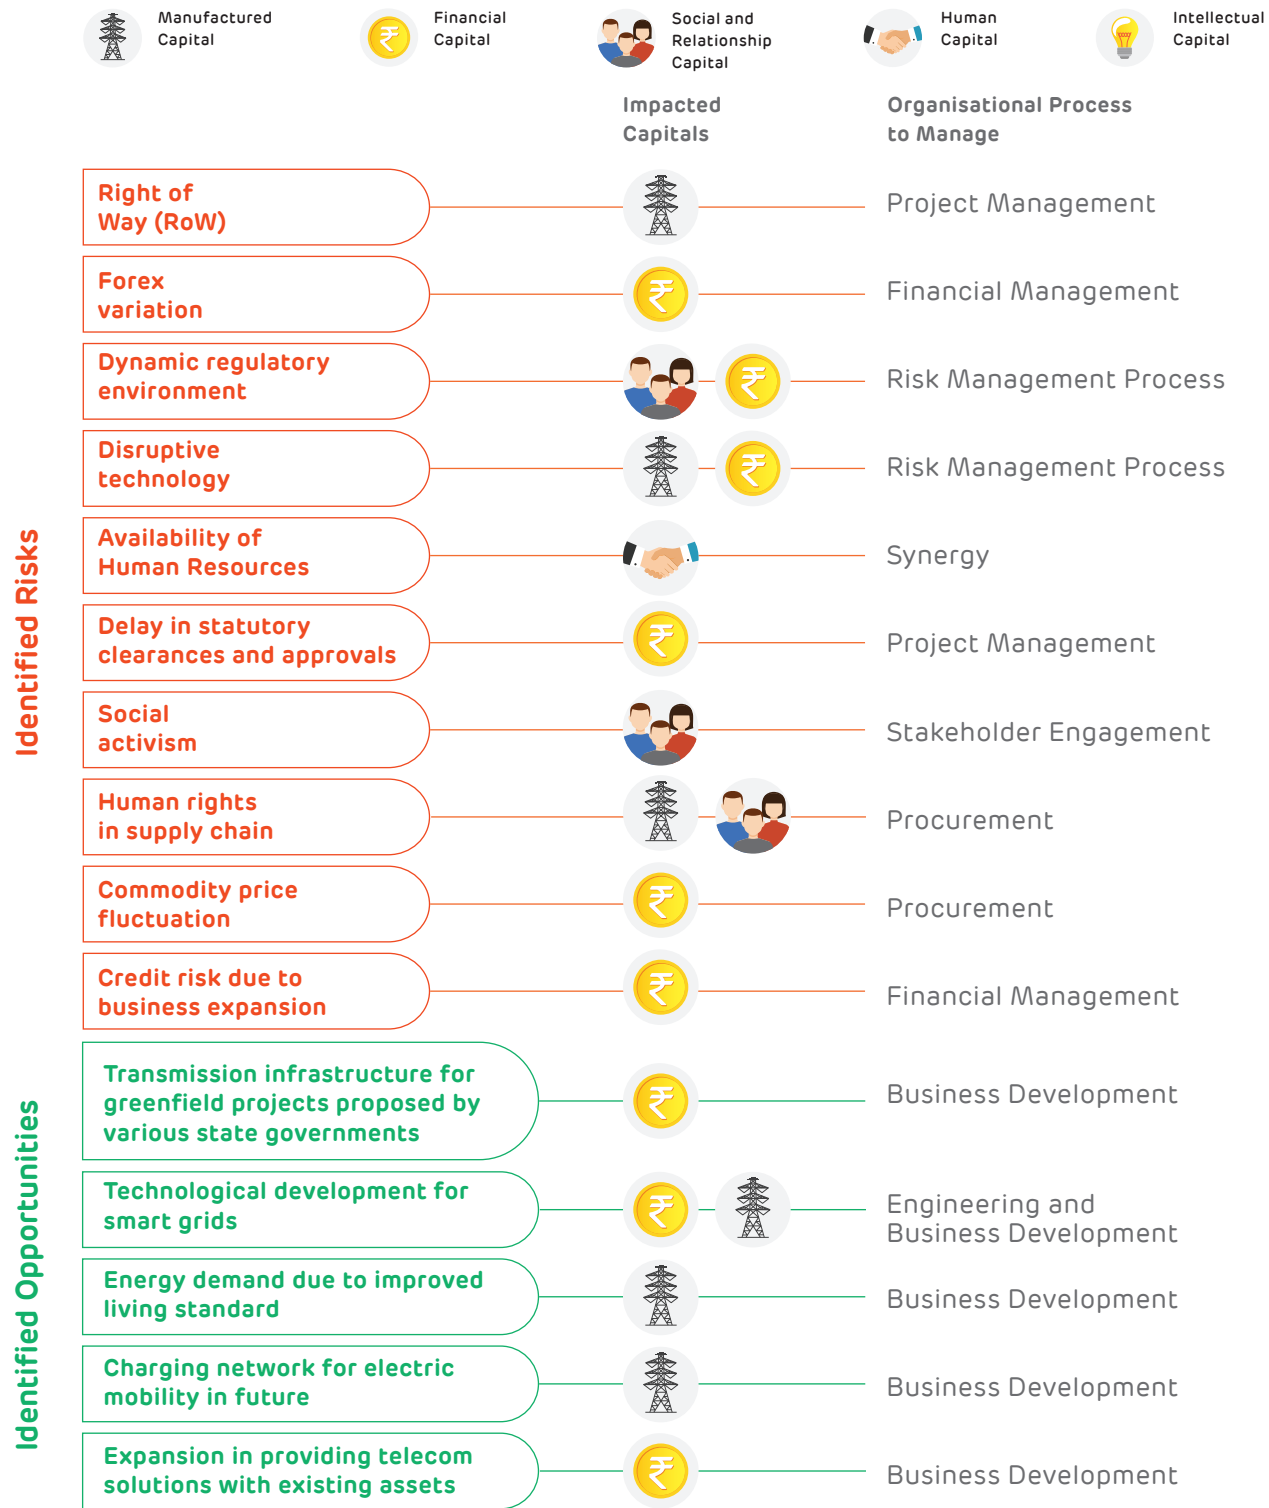 Manufactured
Capital
Financial
Capital
Social and
Relationship
Capital
Human
Capital
Intellectual
Capital
Impacted
Capitals
Organisational Process
to Manage
Identified Risks
Right of
Way (RoW)
Project Management
Forex
variation
Financial Management
Dynamic regulatory
environment
Risk Management Process
Disruptive
technology
Risk Management Process
Availability of
Human Resources
Synergy
Delay in statutory
clearances and approvals
Project Management
Social
activism
Stakeholder Engagement
Human rights
in supply chain
Procurement
Commodity price
fluctuation
Procurement
Credit risk due to
business expansion
Financial Management
Identified Opportunities
Transmission infrastructure for
greenfield projects proposed by
various state governments
Business Development
Technological development for
smart grids
Engineering and
Business Development
Energy demand due to improved
living standard
Business Development
Charging network for electric
mobility in future
Business Development
Expansion in providing telecom
solutions with existing assets
Business Development